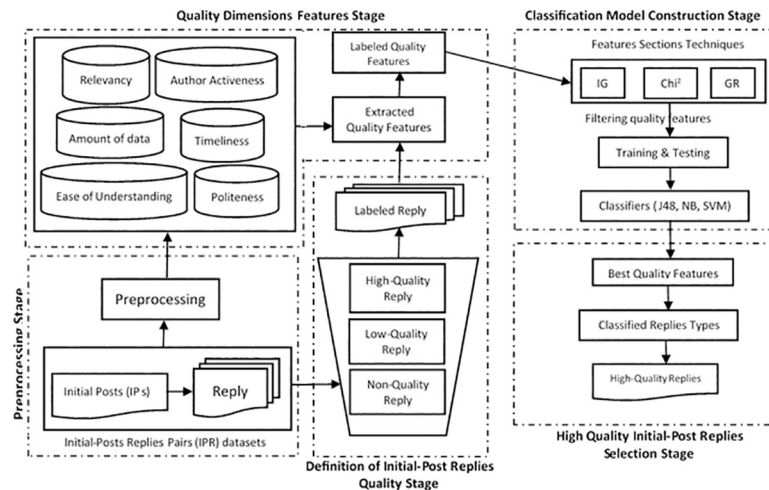 Quality Dimensions Features Stage
Relevancy
Author Activeness
Amount of data
Timeliness
Ease of Understanding
Politeness
Labeled Quality
Features
Extracted
Quality Features
Labeled Reply
Preprocessing Stage
Preprocessing
Initial Posts (IPs)
Reply
Initial-Posts Replies Pairs (IPR) datasets
High-Quality
Reply
Low-Quality
Reply
Non-Quality
Reply
Definition of Initial-Post Replies
Quality Stage
Classification Model Construction Stage
Features Sections Techniques
IG
Chi²
GR
Filtering quality features
Training & Testing
Classifiers (J48, NB, SVM)
Best Quality Features
Classified Replies Types
High-Quality Replies
High Quality Initial-Post Replies
Selection Stage